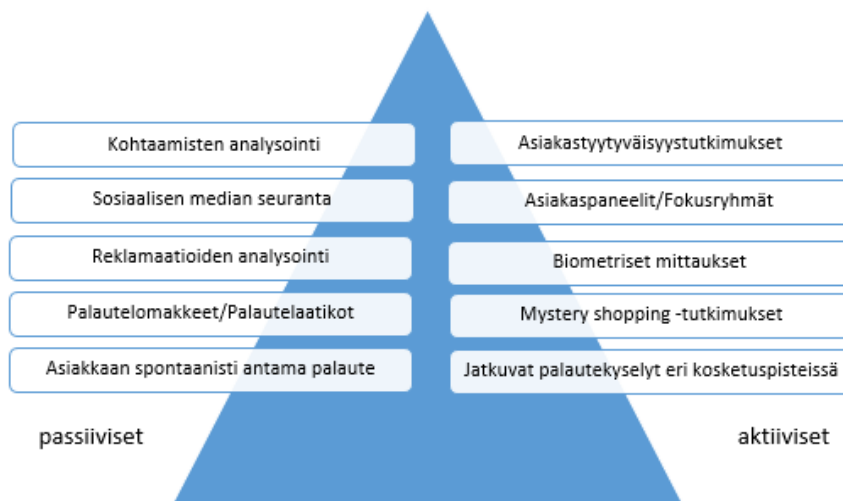 Kohtaamisten analysointi
Asiakastyytyväisyystutkimukset
Sosiaalisen median seuranta
Asiakaspaneelit/Fokusryhmät
Reklamaatioiden analysointi
Biometriset mittaukset
Palautelomakkeet/Palautelaatikot
Mystery shopping -tutkimukset
Asiakkaan spontaanisti antama palaute
Jatkuvat palautekyselyt eri kosketuspisteissä
passiiviset
aktiiviset